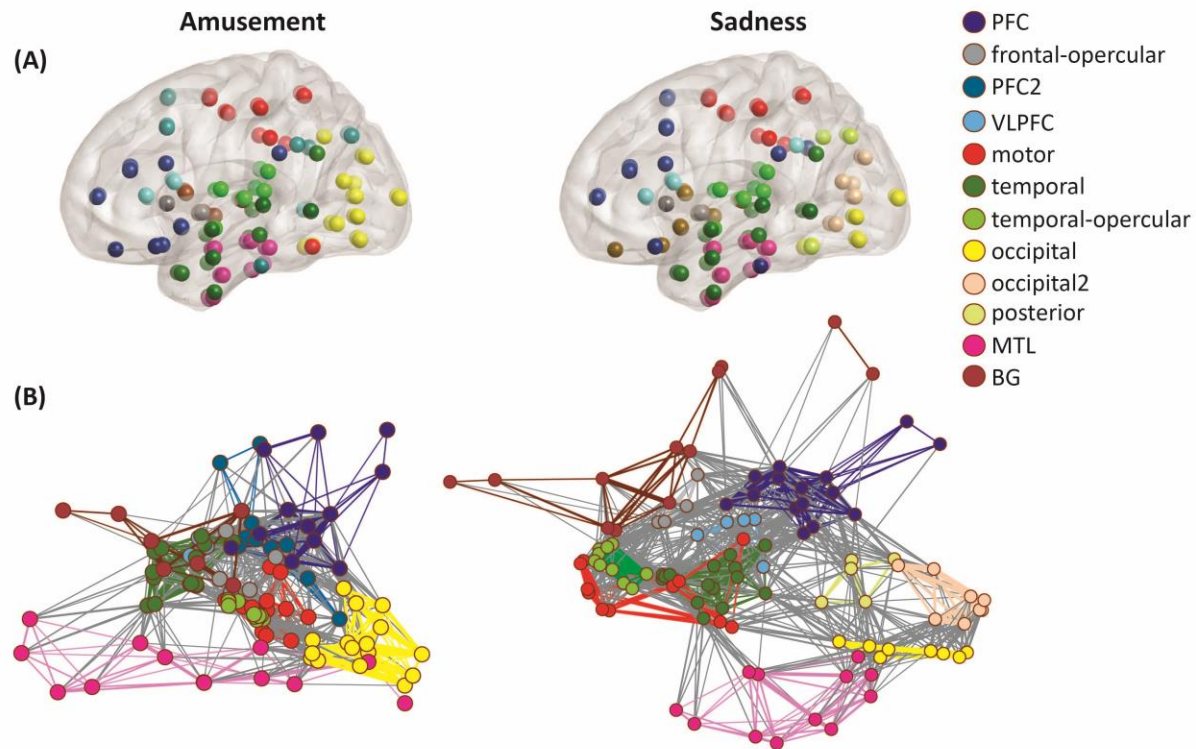 Amusement
Sadness
(A)
(B)
PFC
frontal-opercular
PFC2
VLPFC
motor
temporal
temporal-opercular
occipital
occipital2
posterior
MTL
BG